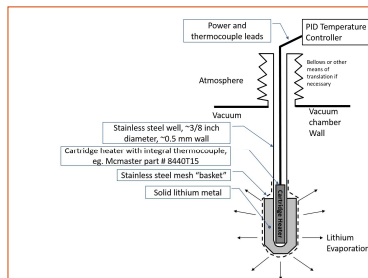 Power and
thermocouple leads
PID Temperature
Controller
Atmosphere
Bellows or other
means of
translation if
necessary
Vacuum
Vacuum
chamber
Wall
Stainless steel well, ~3/8 inch
diameter, ~0.5 mm wall
Cartridge heater with integral thermocouple,
eg. Mcmaster part # 8440T15
Stainless steel mesh "basket"
Solid lithium metal
Cartridge Heater
Lithium
Evaporation